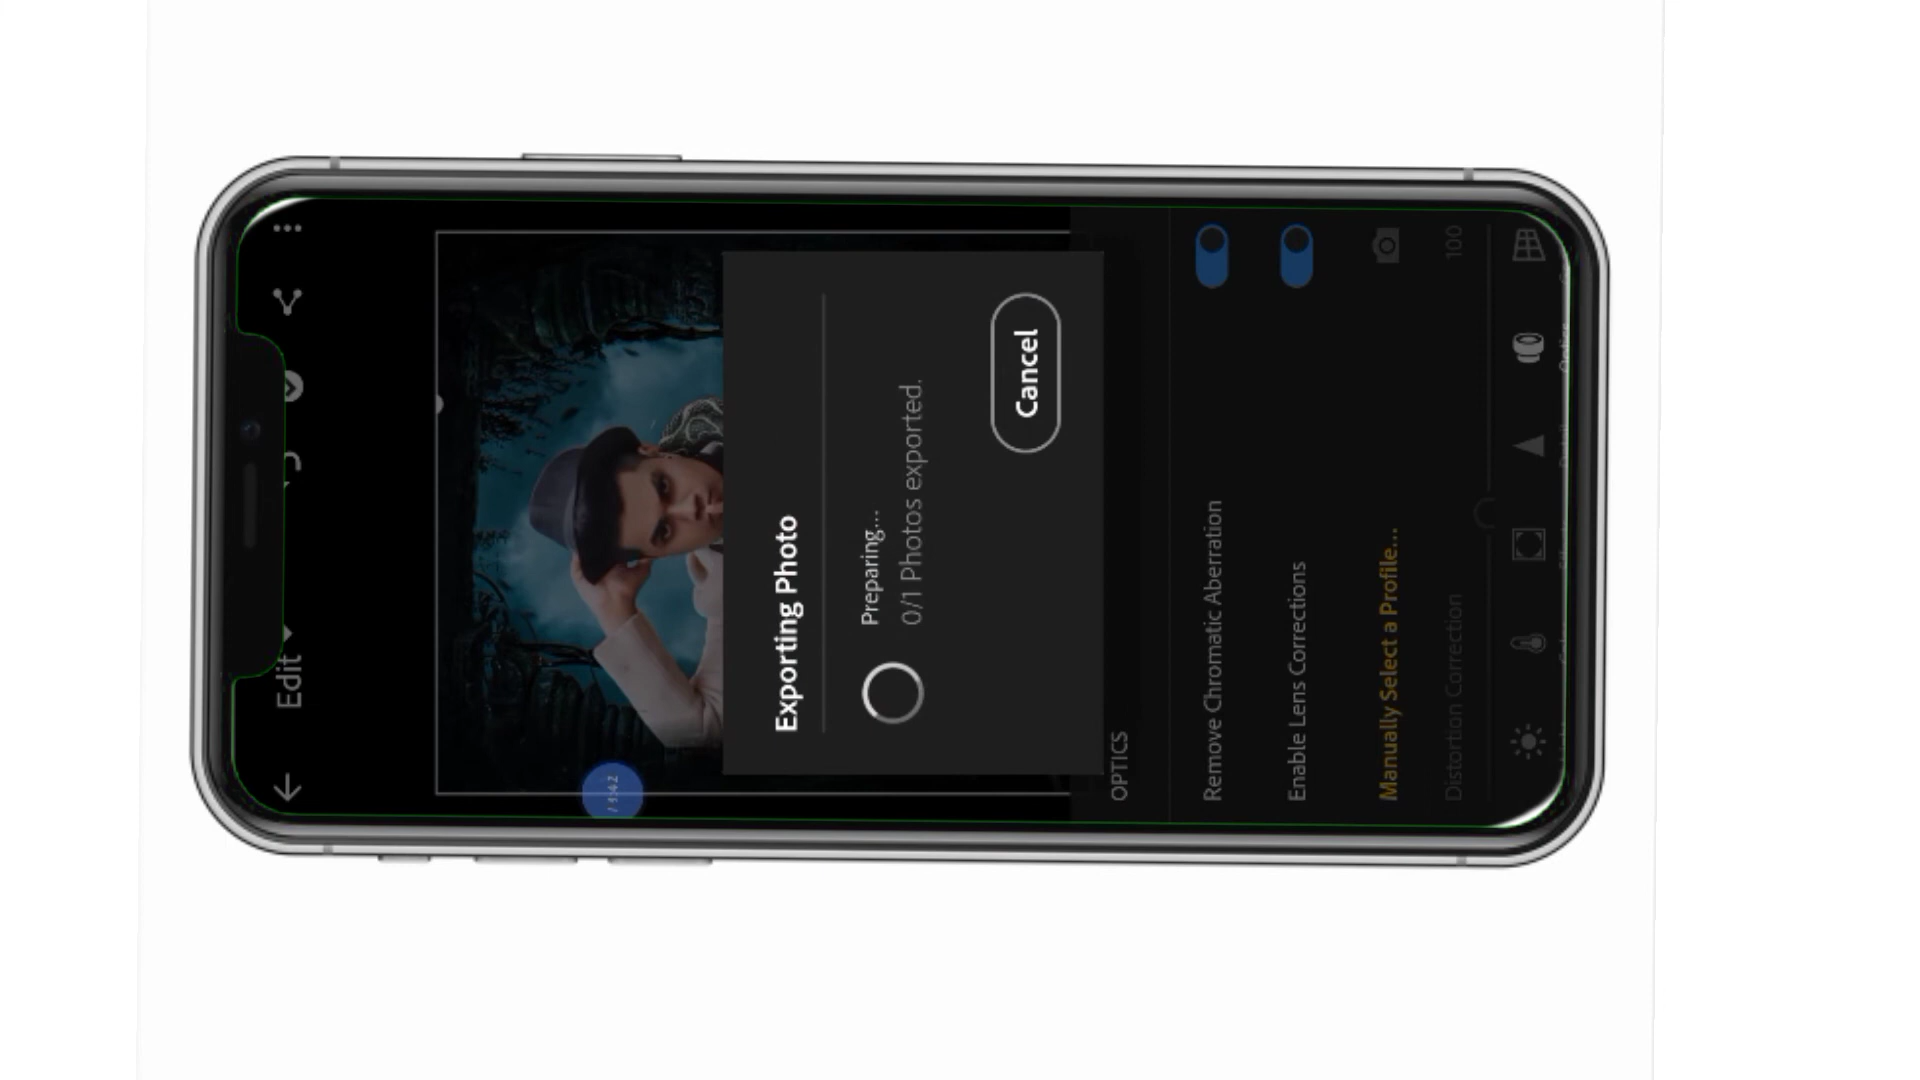 Edit
Exporting Photo
Preparing...
0/1 Photos exported.
Cancel
OPTICS
Remove Chromatic Aberration
Enable Lens Corrections
Manually Select a Profile...
Distortion Correction
100